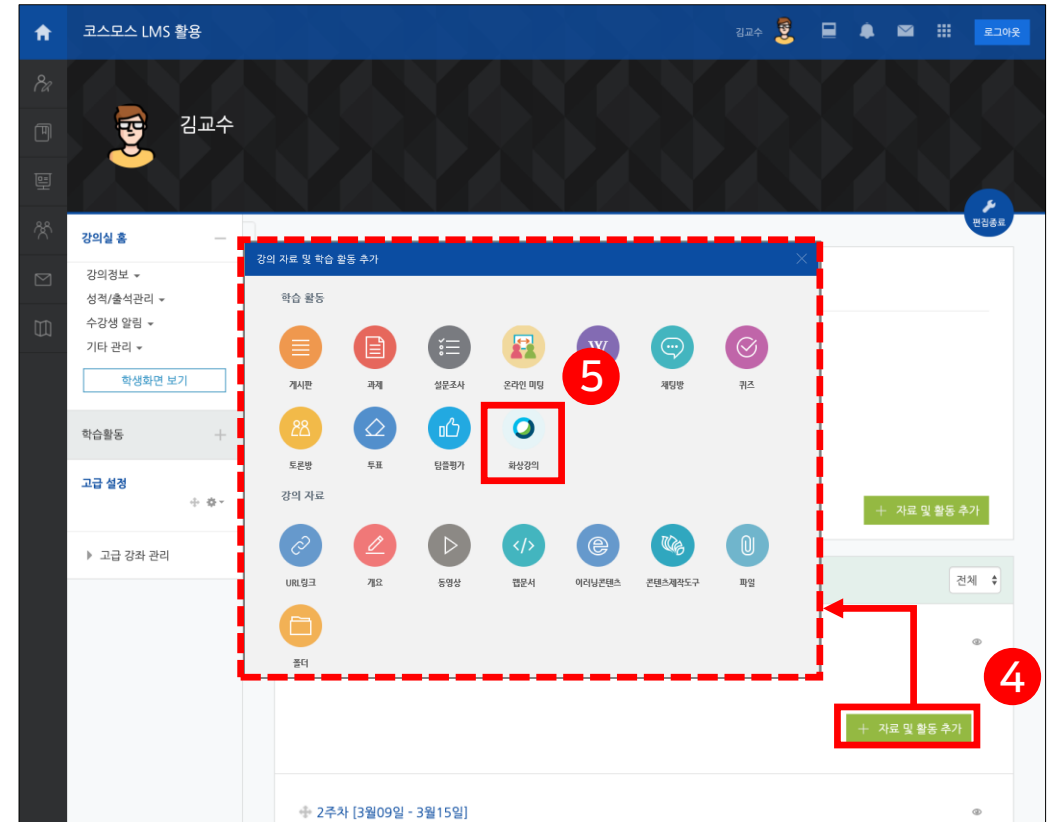 코스모스 LMS 활용
김교수
로그아웃
김교수
편집종료
강의실 홈
강의정보
성적/출석관리
수강생 알림
기타 관리
학생화면 보기
학습활동
고급 설정
고급 강좌 관리
강의 자료 및 학습 활동 추가
학습 활동
게시판 과제 설문조사 온라인 미팅 채팅방 퀴즈
W
5
토론방 투표 팀플평가 화상강의
강의 자료
URL링크 개요 동영상 웹문서 이러닝콘텐츠 콘텐츠제작도구 파일
폴더
+ 자료 및 활동 추가
전체
4
+ 자료 및 활동 추가
2주차 [3월09일 - 3월15일]